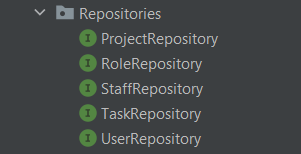 Repositories
I ProjectRepository
I RoleRepository
I StaffRepository
I TaskRepository
I UserRepository